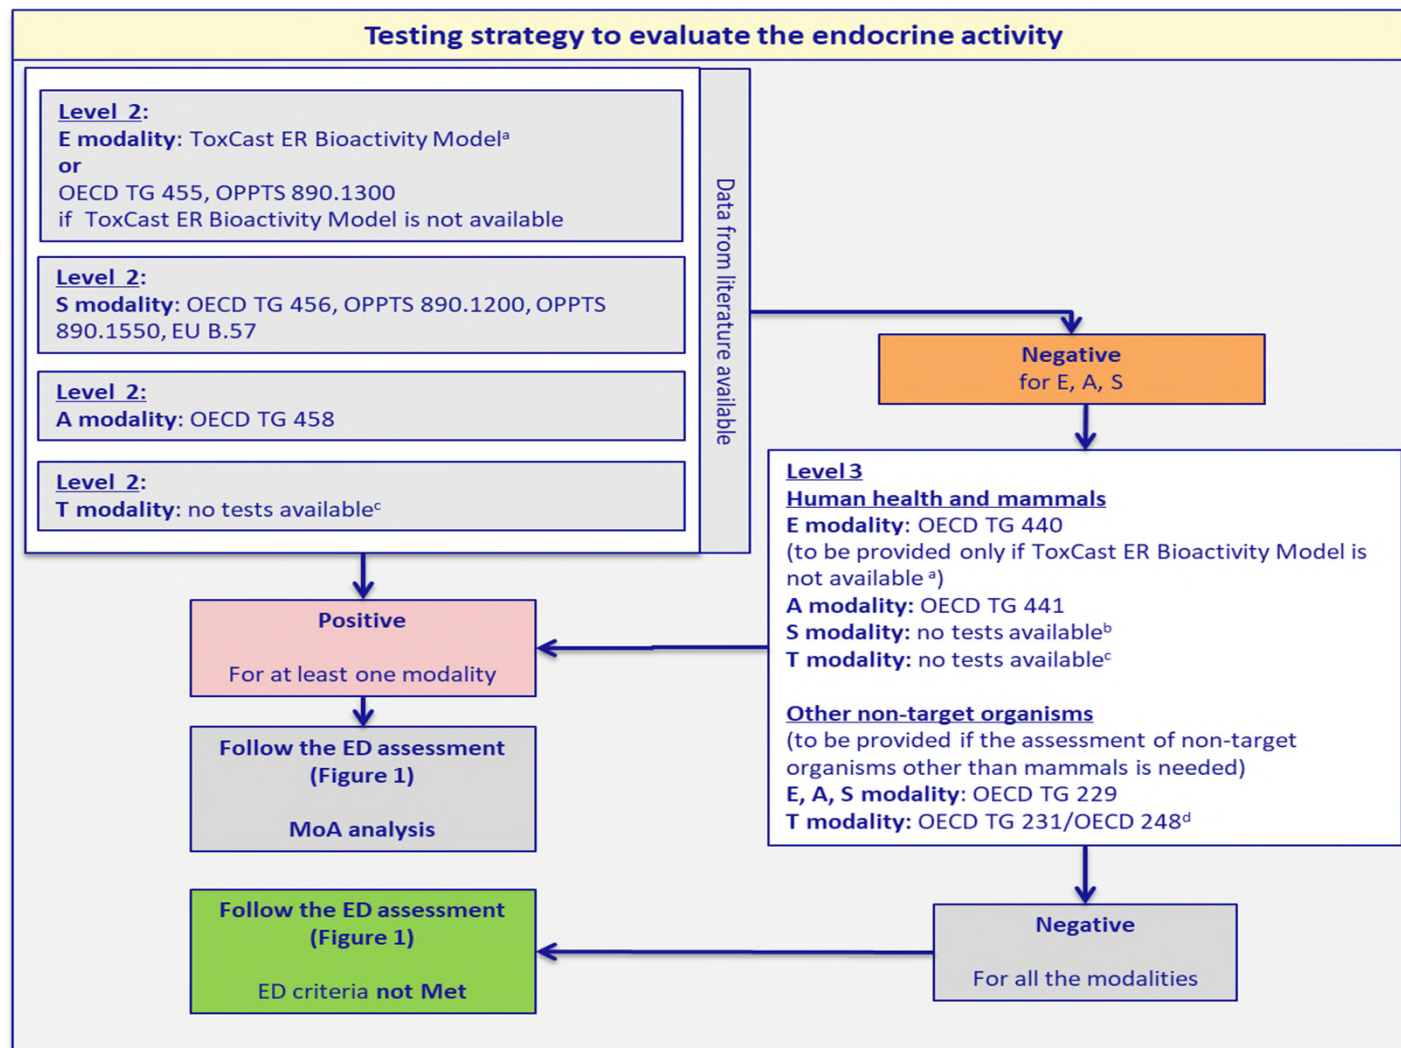 Testing strategy to evaluate the endocrine activity
Level 2:
E modality: ToxCast ER Bioactivity Modelᵃ
or
OECD TG 455, OPPTS 890.1300
if ToxCast ER Bioactivity Model is not available
Level 2:
S modality: OECD TG 456, OPPTS 890.1200, OPPTS
890.1550, EU B.57
Level 2:
A modality: OECD TG 458
Level 2:
T modality: no tests availableᶜ
Data from literature available
Negative
for E, A, S
Level 3
Human health and mammals
E modality: OECD TG 440
(to be provided only if ToxCast ER Bioactivity Model is
not available ᵃ)
A modality: OECD TG 441
S modality: no tests availableᵇ
T modality: no tests availableᶜ
Other non-target organisms
(to be provided if the assessment of non-target
organisms other than mammals is needed)
E, A, S modality: OECD TG 229
T modality: OECD TG 231/OECD 248ᵈ
Positive
For at least one modality
Follow the ED assessment
(Figure 1)
MoA analysis
Follow the ED assessment
(Figure 1)
ED criteria not Met
Negative
For all the modalities